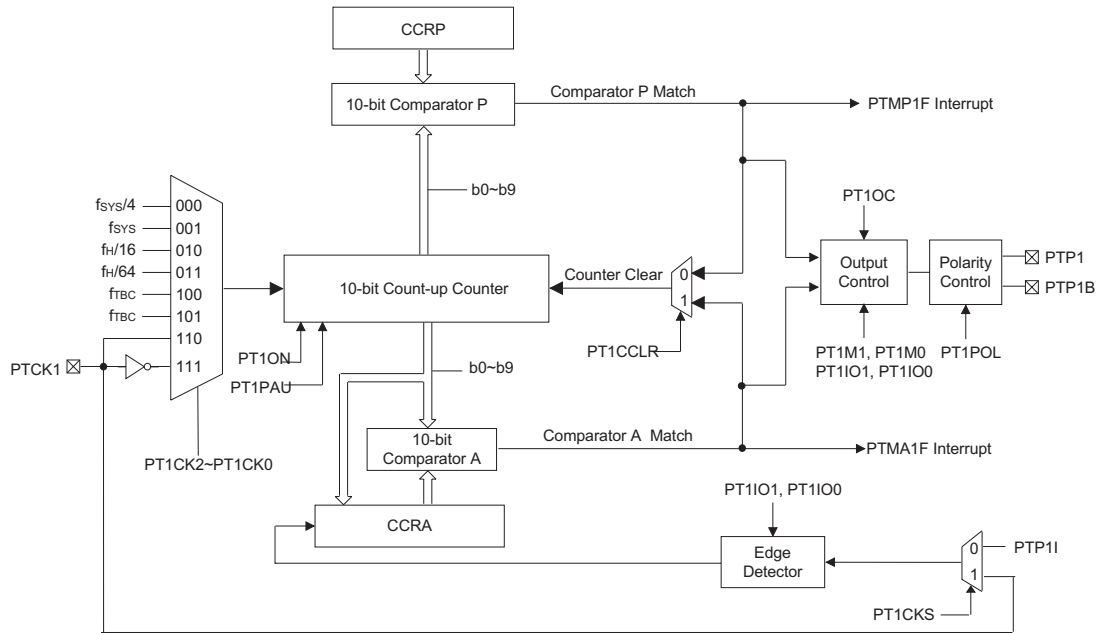 CCRP
10-bit Comparator P
Comparator P Match
PTMP1F Interrupt
b0~b9
fSYS/4
000
fSYS
001
fH/16
010
fH/64
011
fTBC
100
fTBC
101
110
111
PTCK1
PT1CK2~PT1CK0
10-bit Count-up Counter
PT1ON
PT1PAU
Counter Clear
0
1
PT1CCLR
PT1OC
Output
Control
PT1M1, PT1M0
PT1IO1, PT1IO0
Polarity
Control
PT1POL
PTP1
PTP1B
b0~b9
10-bit
Comparator A
Comparator A Match
PTMA1F Interrupt
CCRA
PT1IO1, PT1IO0
Edge
Detector
0
1
PTP1I
PT1CKS